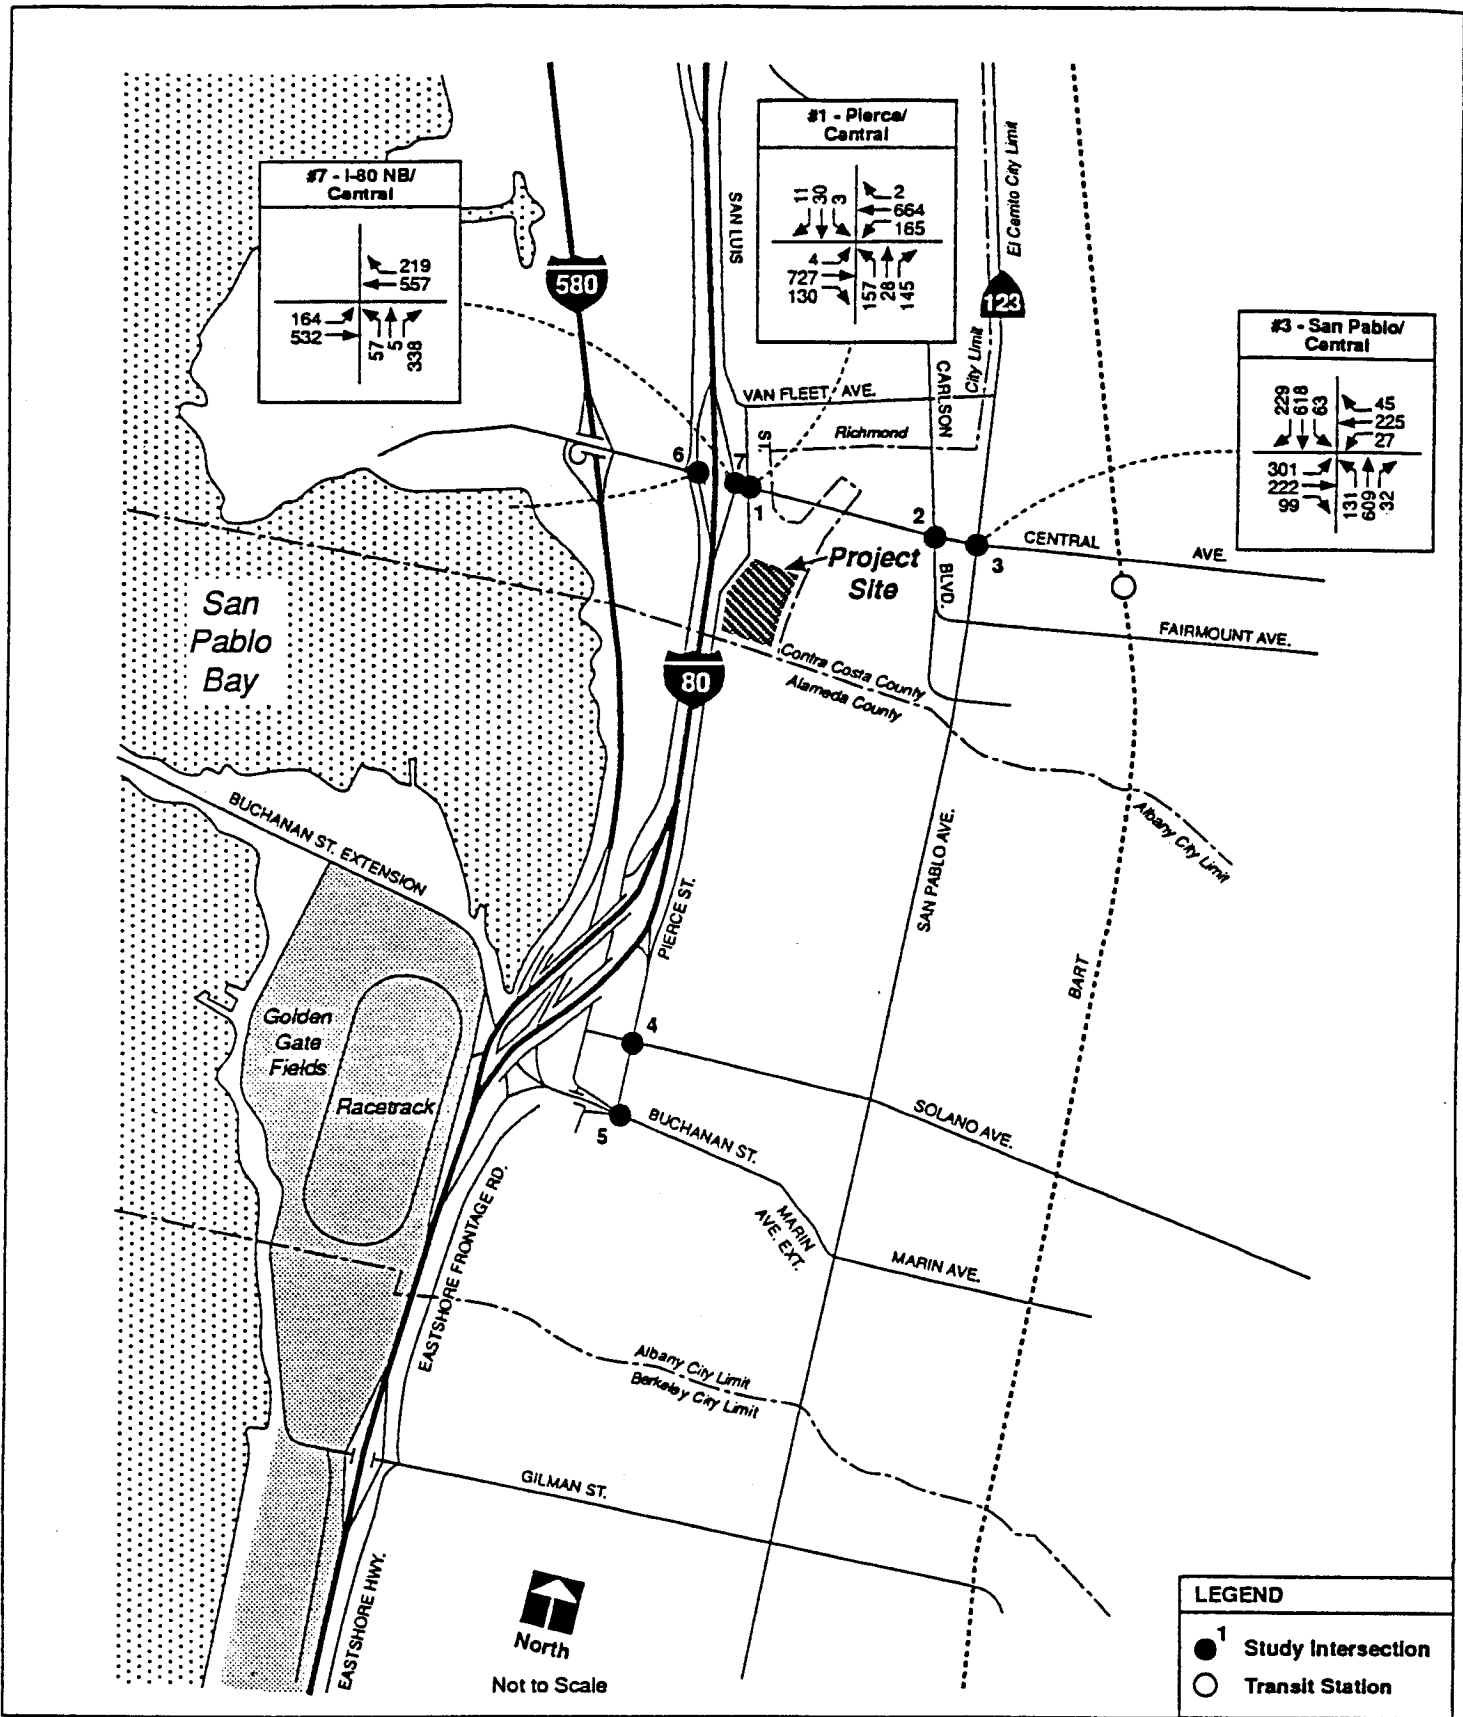 #1 - Pierce/
Central
11 30 3
2
664
165
4
727
130
157 28 145
#7 - I-80 NB/
Central
219
557
164
532
57 5 338
580
SAN LUIS
ST.
El Cerrito City Limit
123
City Limit
#3 - San Pablo/
Central
229 618 63
45
225
27
301
222
99
131 609 32
VAN FLEET AVE.
CARLSON
BLVD.
Richmond
6
7
1
2
3
CENTRAL
AVE.
Project
Site
FAIRMOUNT AVE.
San
Pablo
Bay
80
Contra Costa County
Alameda County
BUCHANAN ST. EXTENSION
Albany City Limit
SAN PABLO AVE.
PIERCE ST.
BART
Golden
Gate
Fields
Racetrack
4
5
BUCHANAN ST.
SOLANO AVE.
MARIN
AVE. EXT.
MARIN AVE.
EASTSHORE FRONTAGE RD.
Albany City Limit
Berkeley City Limit
GILMAN ST.
EASTSHORE HWY.
North
Not to Scale
LEGEND
1 Study Intersection
Transit Station